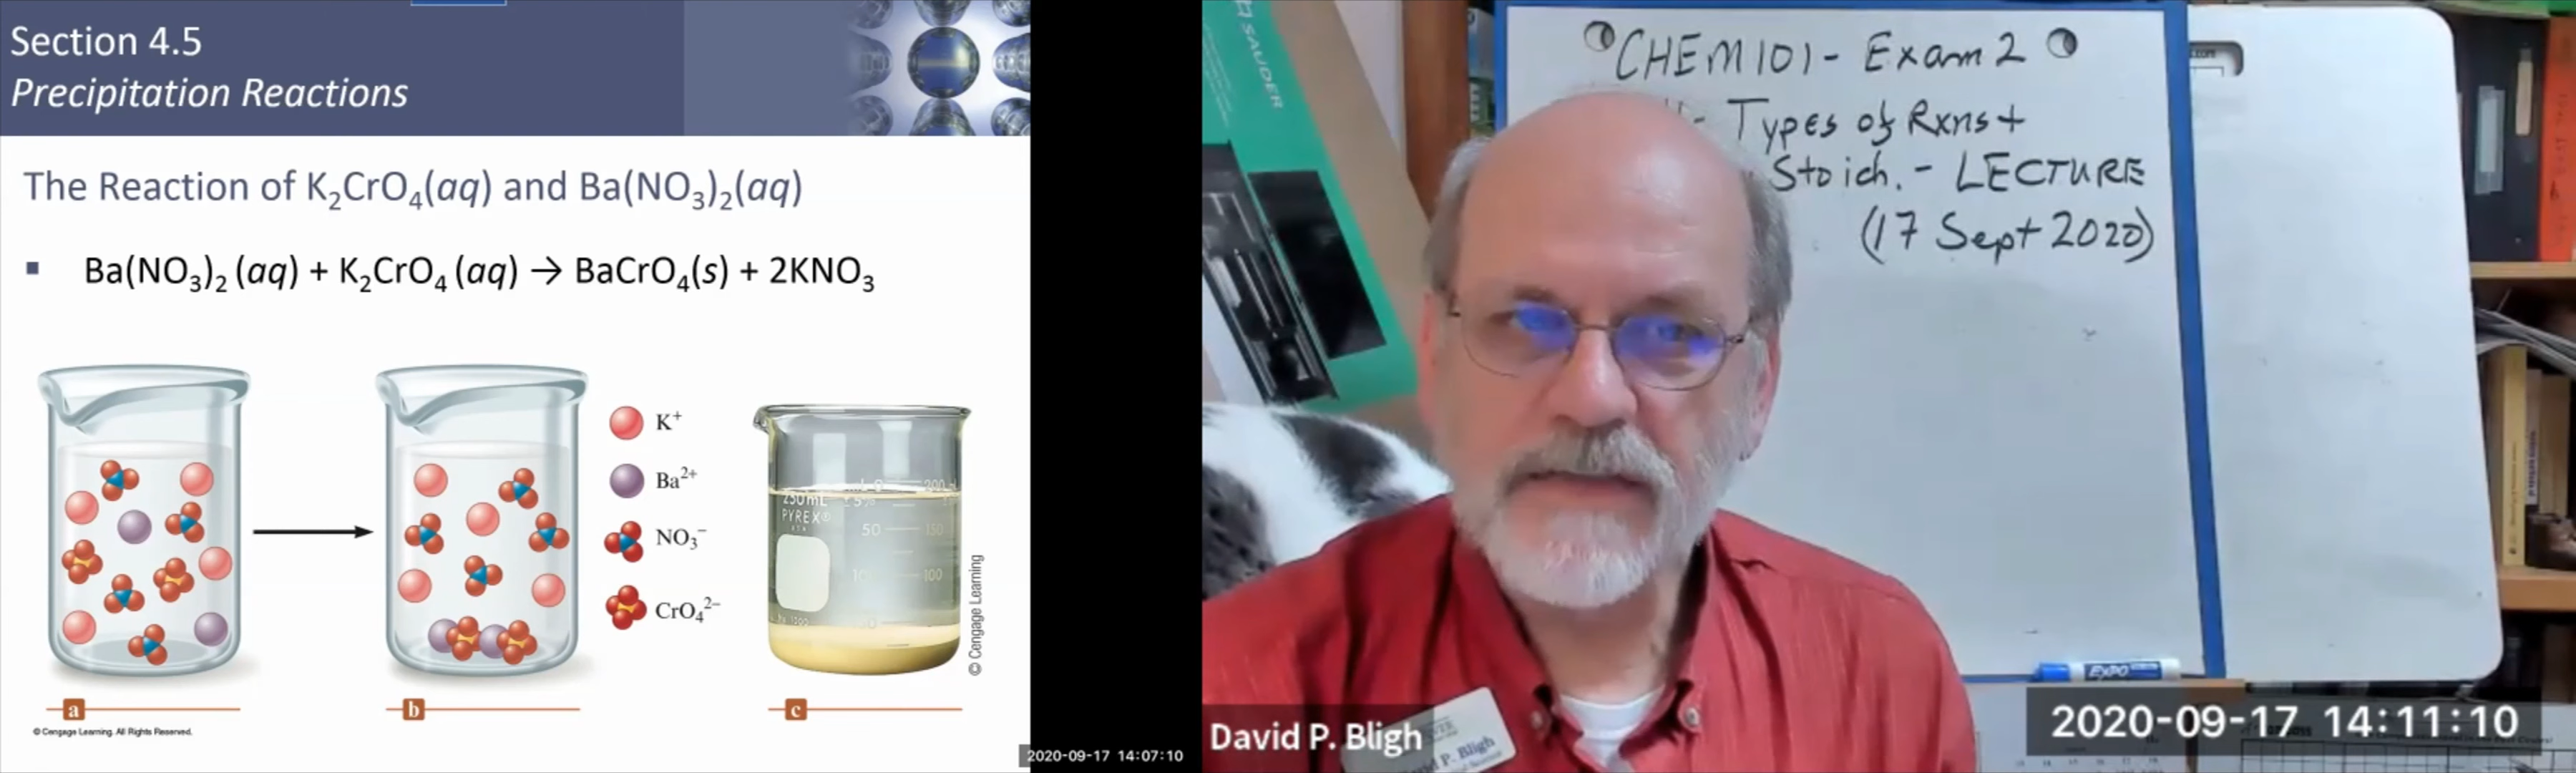 Section 4.5
Precipitation Reactions
The Reaction of K₂CrO₄(aq) and Ba(NO₃)₂(aq)
▪ Ba(NO₃)₂ (aq) + K₂CrO₄ (aq) → BaCrO₄(s) + 2KNO₃
K⁺
Ba²⁺
NO₃⁻
CrO₄²⁻
250mL
PYREX®
200
50 150
100
© Cengage Learning
a
b
c
© Cengage Learning. All Rights Reserved.
2020-09-17 14:07:10
SAUDER
CHEM 101 - Exam 2
- Types of Rxns +
Stoich. - LECTURE
(17 Sept 2020)
EXPO
P. Bligh
David P. Bligh
2020-09-17 14:11:10